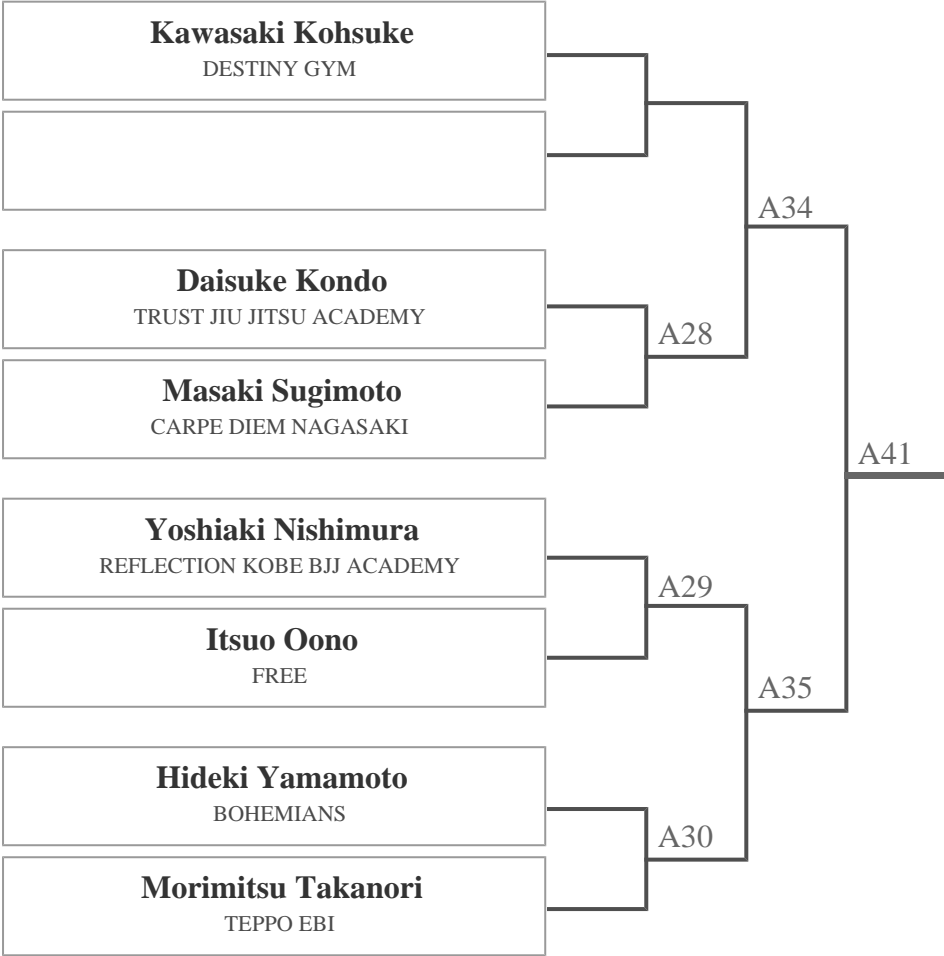 Kawasaki Kohsuke
DESTINY GYM
A34
Daisuke Kondo
TRUST JIU JITSU ACADEMY
A28
Masaki Sugimoto
CARPE DIEM NAGASAKI
A41
Yoshiaki Nishimura
REFLECTION KOBE BJJ ACADEMY
A29
Itsuo Oono
FREE
A35
Hideki Yamamoto
BOHEMIANS
A30
Morimitsu Takanori
TEPPO EBI